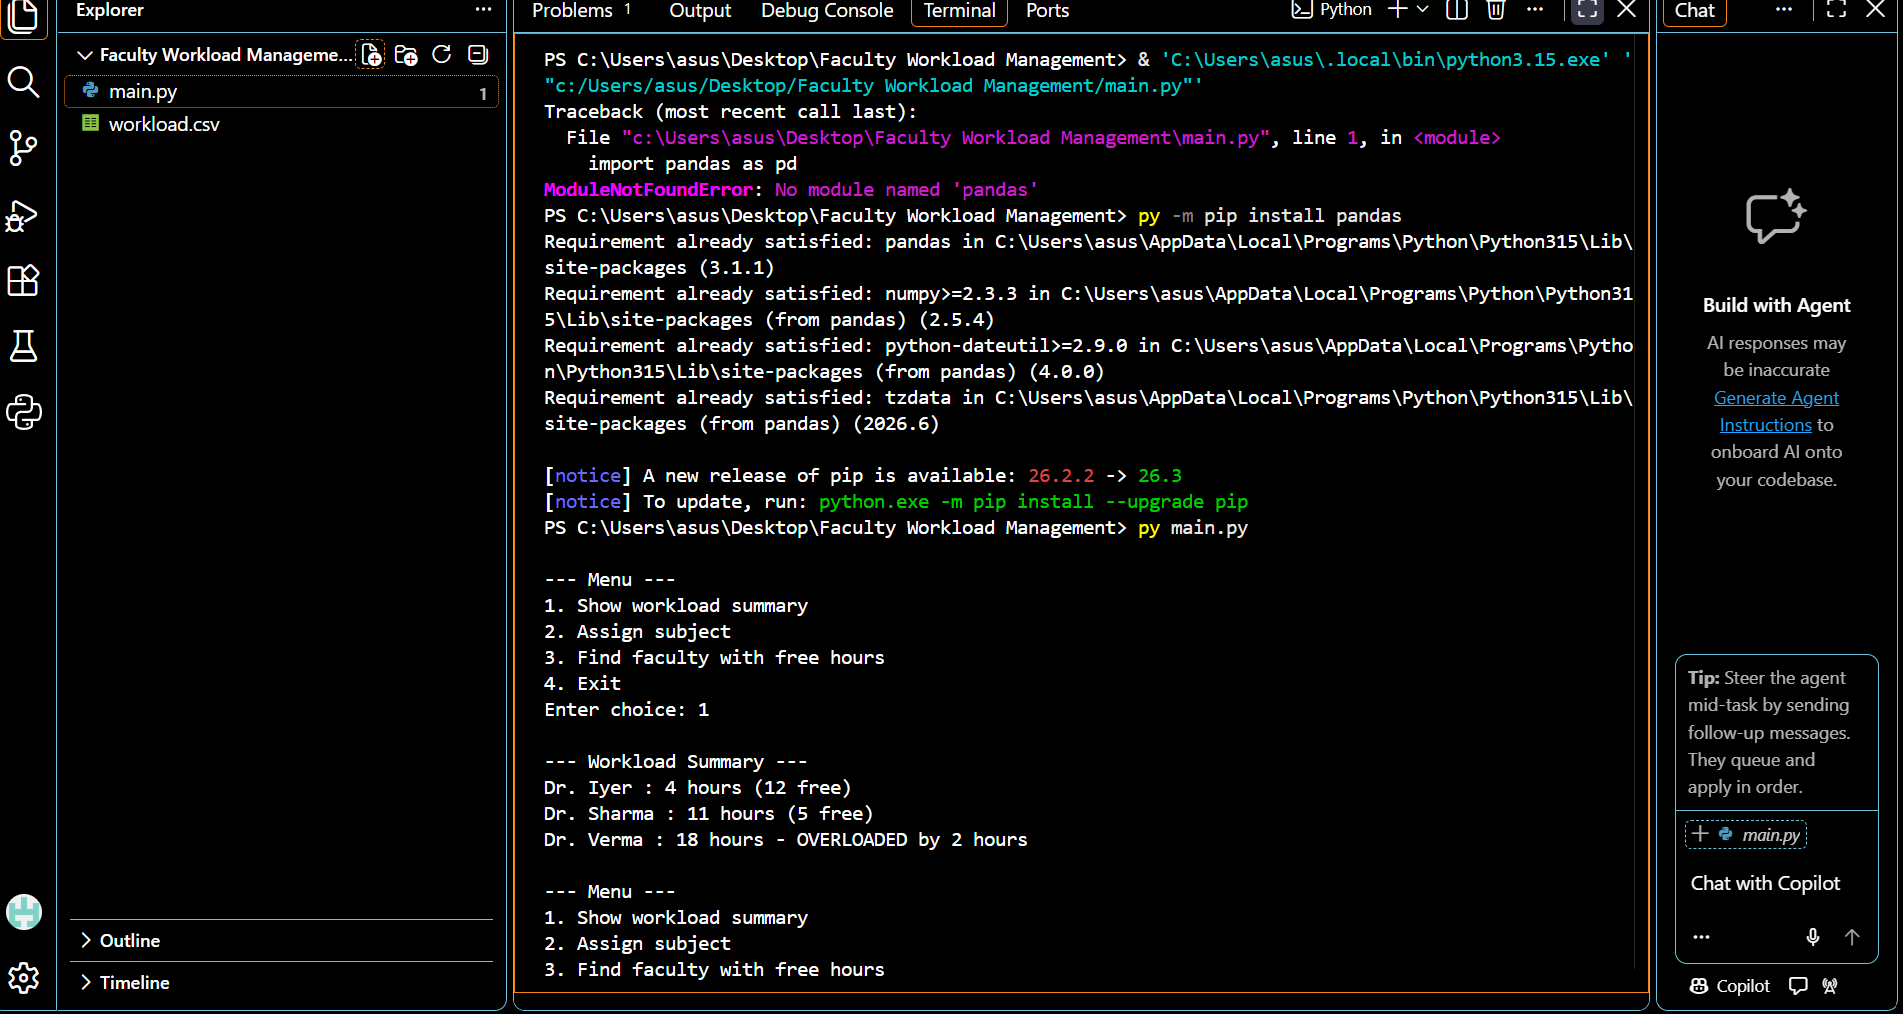 Explorer
Faculty Workload Manageme...
main.py
1
workload.csv
Outline
Timeline
Problems 1 Output Debug Console Terminal Ports
Python
PS C:\Users\asus\Desktop\Faculty Workload Management> & 'C:\Users\asus\.local\bin\python3.15.exe' '
"c:/Users/asus/Desktop/Faculty Workload Management/main.py"'
Traceback (most recent call last):
File "c:\Users\asus\Desktop\Faculty Workload Management\main.py", line 1, in <module>
import pandas as pd
ModuleNotFoundError: No module named 'pandas'
PS C:\Users\asus\Desktop\Faculty Workload Management> py -m pip install pandas
Requirement already satisfied: pandas in C:\Users\asus\AppData\Local\Programs\Python\Python315\Lib\
site-packages (3.1.1)
Requirement already satisfied: numpy>=2.3.3 in C:\Users\asus\AppData\Local\Programs\Python\Python31
5\Lib\site-packages (from pandas) (2.5.4)
Requirement already satisfied: python-dateutil>=2.9.0 in C:\Users\asus\AppData\Local\Programs\Pytho
n\Python315\Lib\site-packages (from pandas) (4.0.0)
Requirement already satisfied: tzdata in C:\Users\asus\AppData\Local\Programs\Python\Python315\Lib\
site-packages (from pandas) (2026.6)
[notice] A new release of pip is available: 26.2.2 -> 26.3
[notice] To update, run: python.exe -m pip install --upgrade pip
PS C:\Users\asus\Desktop\Faculty Workload Management> py main.py
--- Menu ---
1. Show workload summary
2. Assign subject
3. Find faculty with free hours
4. Exit
Enter choice: 1
--- Workload Summary ---
Dr. Iyer : 4 hours (12 free)
Dr. Sharma : 11 hours (5 free)
Dr. Verma : 18 hours - OVERLOADED by 2 hours
--- Menu ---
1. Show workload summary
2. Assign subject
3. Find faculty with free hours
Chat
Build with Agent
AI responses may
be inaccurate
Generate Agent
Instructions to
onboard AI onto
your codebase.
Tip: Steer the agent
mid-task by sending
follow-up messages.
They queue and
apply in order.
main.py
Chat with Copilot
Copilot